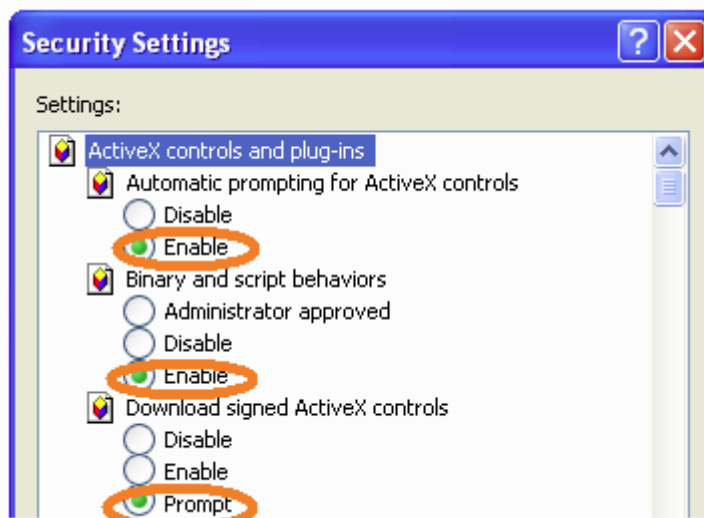 Security Settings
?
Settings:
ActiveX controls and plug-ins
Automatic prompting for ActiveX controls
Disable
Enable
Binary and script behaviors
Administrator approved
Disable
Enable
Download signed ActiveX controls
Disable
Enable
Prompt